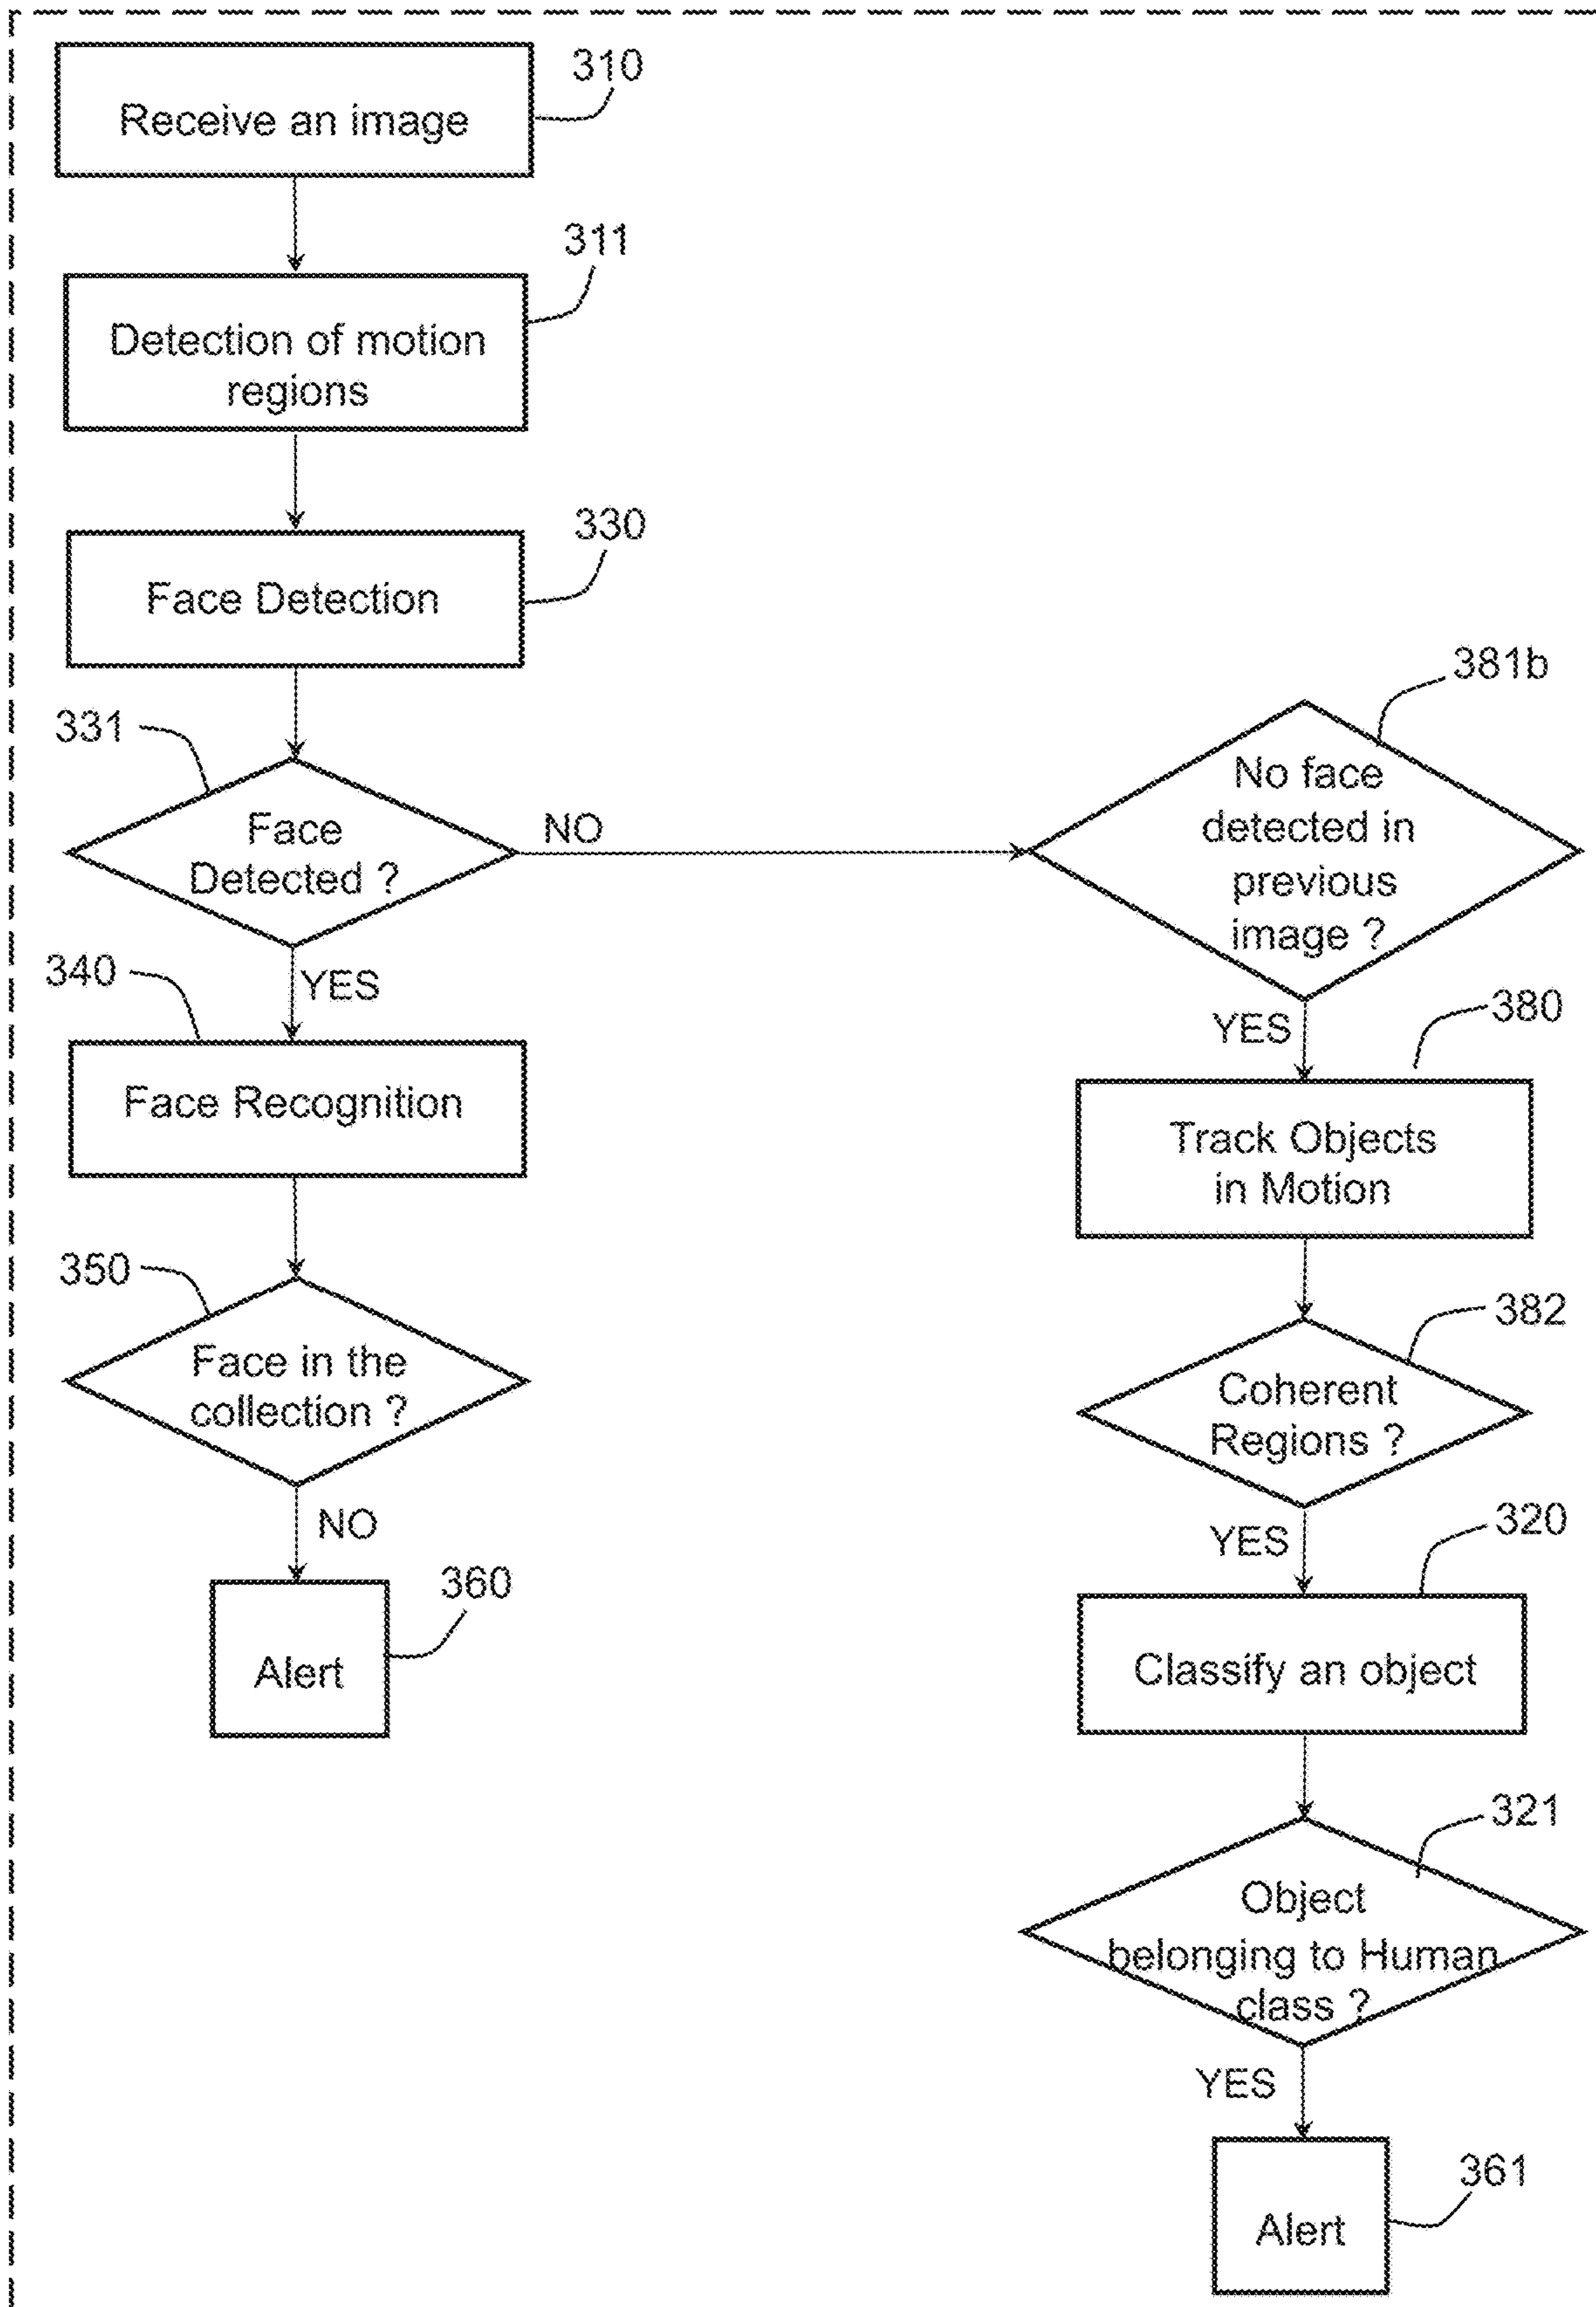 310
Receive an image
311
Detection of motion
regions
330
Face Detection
331
Face
Detected ?
NO
YES
340
Face Recognition
350
Face in the
collection ?
NO
360
Alert
381b
No face
detected in
previous
image ?
YES
380
Track Objects
in Motion
382
Coherent
Regions ?
YES
320
Classify an object
321
Object
belonging to Human
class ?
YES
361
Alert